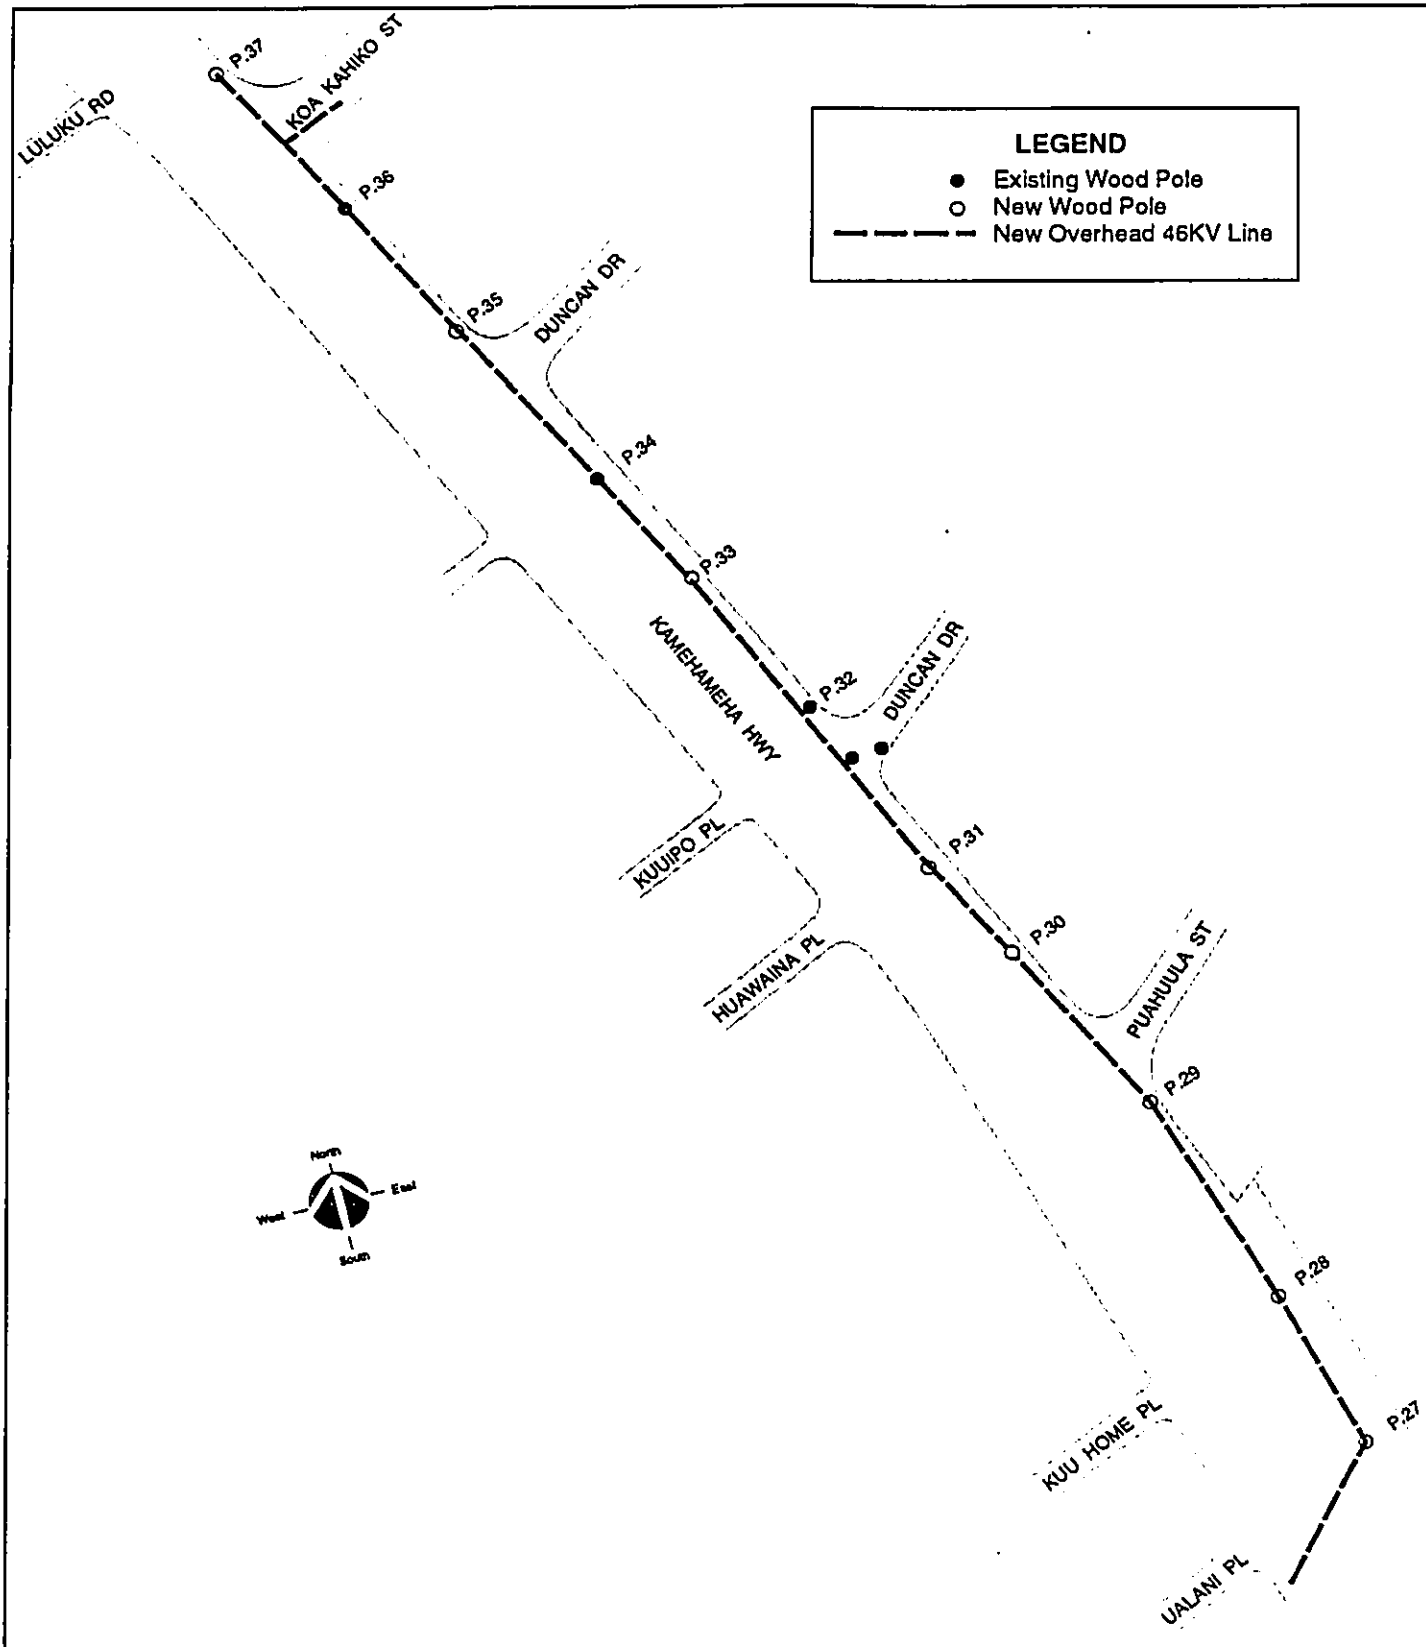 P.37
KOA KAHIKO ST
LULUKU RD
LEGEND
Existing Wood Pole
New Wood Pole
New Overhead 46KV Line
P.36
P.35
DUNCAN DR
P.34
P.33
KAMEHAMEHA HWY
P.32
DUNCAN DR
KUUIPO PL
P.31
HUAWAINA PL
P.30
PUAHUULA ST
P.29
North
West
East
South
P.28
P.27
KUU HOME PL
UALANI PL